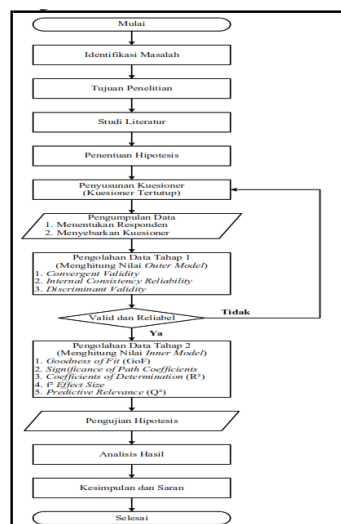 Mulai
Identifikasi Masalah
Tujuan Penelitian
Studi Literatur
Penentuan Hipotesis
Penyusunan Kuesioner
(Kuesioner Tertutup)
Pengumpulan Data
1. Menentukan Responden
2. Menyebarkan Kuesioner
Pengolahan Data Tahap 1
(Menghitung Nilai Outer Model)
1. Convergent Validity
2. Internal Consistency Reliability
3. Discriminant Validity
Valid dan Reliabel
Tidak
Ya
Pengolahan Data Tahap 2
(Menghitung Nilai Inner Model)
1. Goodness of Fit (GoF)
2. Significance of Path Coefficients
3. Coefficients of Determination (R²)
4. f² Effect Size
5. Predictive Relevance (Q²)
Pengujian Hipotesis
Analisis Hasil
Kesimpulan dan Saran
Selesai